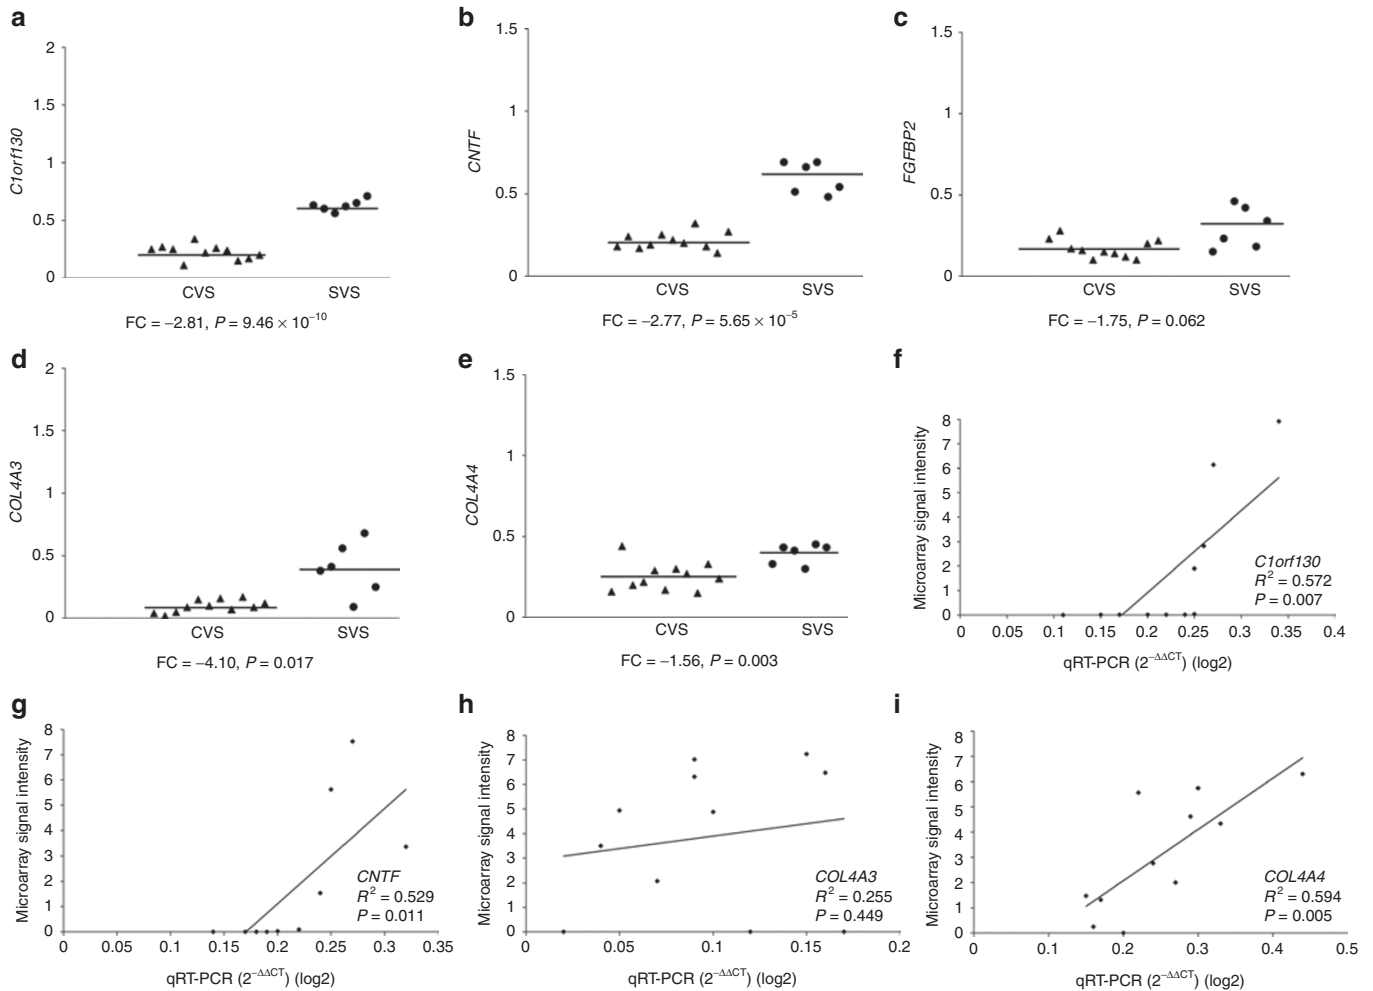 a
C1orf130
2
1.5
1
0.5
0
CVS SVS
FC = −2.81, P = 9.46 × 10−10
b
CNTF
1.5
1
0.5
0
CVS SVS
FC = −2.77, P = 5.65 × 10−5
c
FGFBP2
1.5
1
0.5
0
CVS SVS
FC = −1.75, P = 0.062
d
COL4A3
2
1.5
1
0.5
0
CVS SVS
FC = −4.10, P = 0.017
e
COL4A4
1.5
1
0.5
0
CVS SVS
FC = −1.56, P = 0.003
f
Microarray signal intensity
8
7
6
5
4
3
2
1
0
C1orf130
R2 = 0.572
P = 0.007
0 0.05 0.1 0.15 0.2 0.25 0.3 0.35 0.4
qRT-PCR (2−ΔΔCT) (log2)
g
Microarray signal intensity
8
7
6
5
4
3
2
1
0
CNTF
R2 = 0.529
P = 0.011
0 0.05 0.1 0.15 0.2 0.25 0.3 0.35
qRT-PCR (2−ΔΔCT) (log2)
h
Microarray signal intensity
8
7
6
5
4
3
2
1
0
COL4A3
R2 = 0.255
P = 0.449
0 0.05 0.1 0.15 0.2
qRT-PCR (2−ΔΔCT) (log2)
i
Microarray signal intensity
8
7
6
5
4
3
2
1
0
COL4A4
R2 = 0.594
P = 0.005
0 0.1 0.2 0.3 0.4 0.5
qRT-PCR (2−ΔΔCT) (log2)